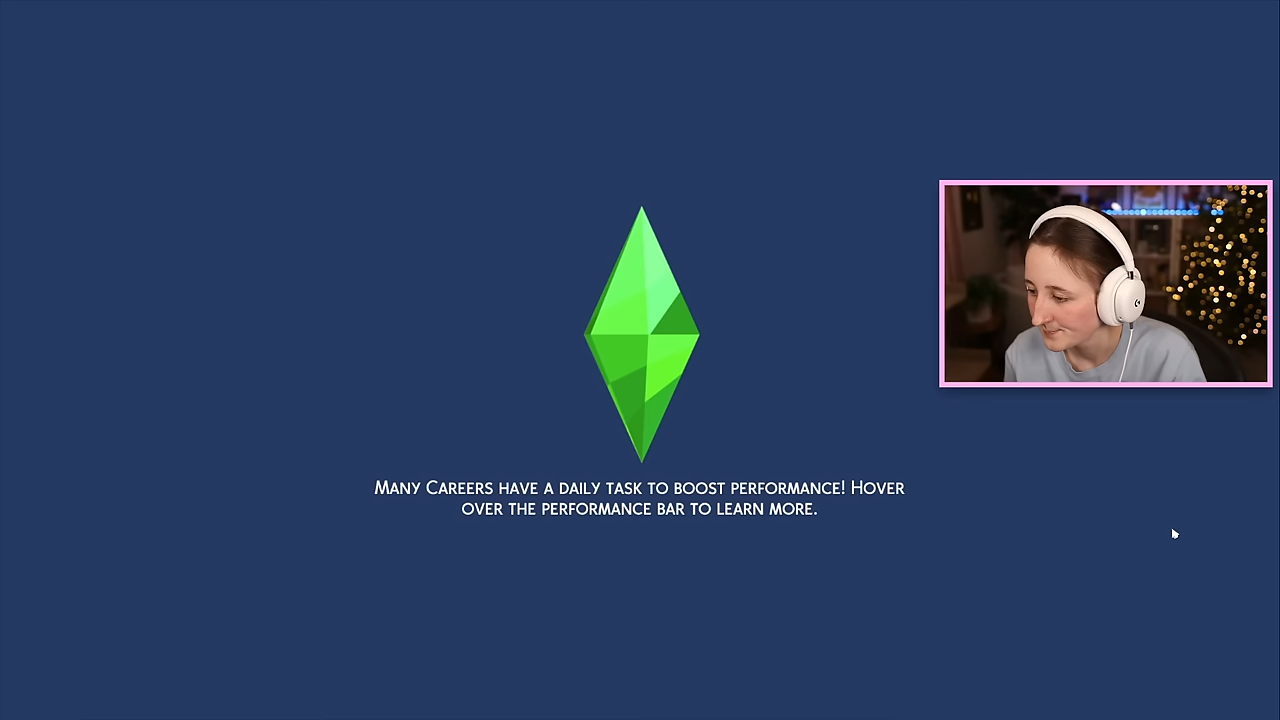 Many Careers have a daily task to boost performance! Hover
over the performance bar to learn more.